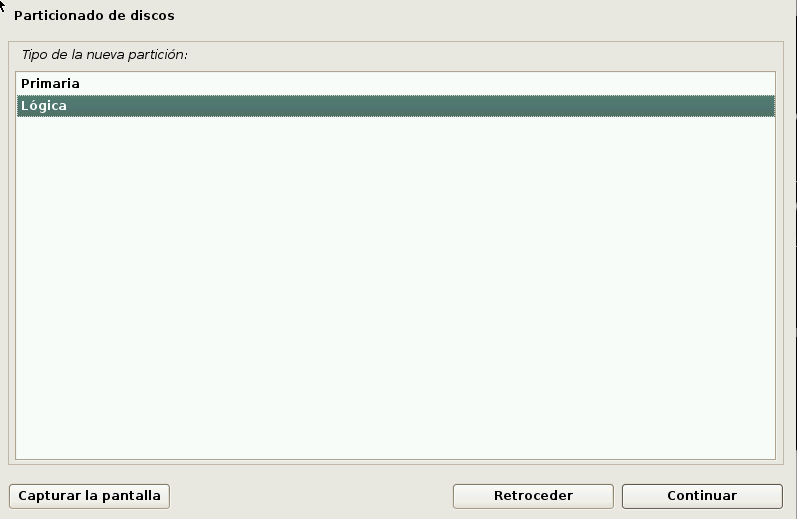 Particionado de discos
Tipo de la nueva partición:
Primaria
Lógica
Capturar la pantalla
Retroceder
Continuar